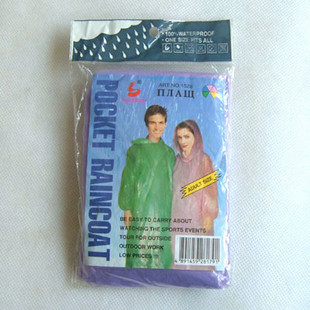 • 100% WATERPROOF
• ONE SIZE FITS ALL
ПЛАЩ
POCKET RAINCOAT
ADULT SIZE
BE EASY TO CARRY ABOUT
WATCHING THE SPORTS EVENTS
TOUR FOR OUTSIDE
OUTDOOR WORK
LOW PRICES !!!